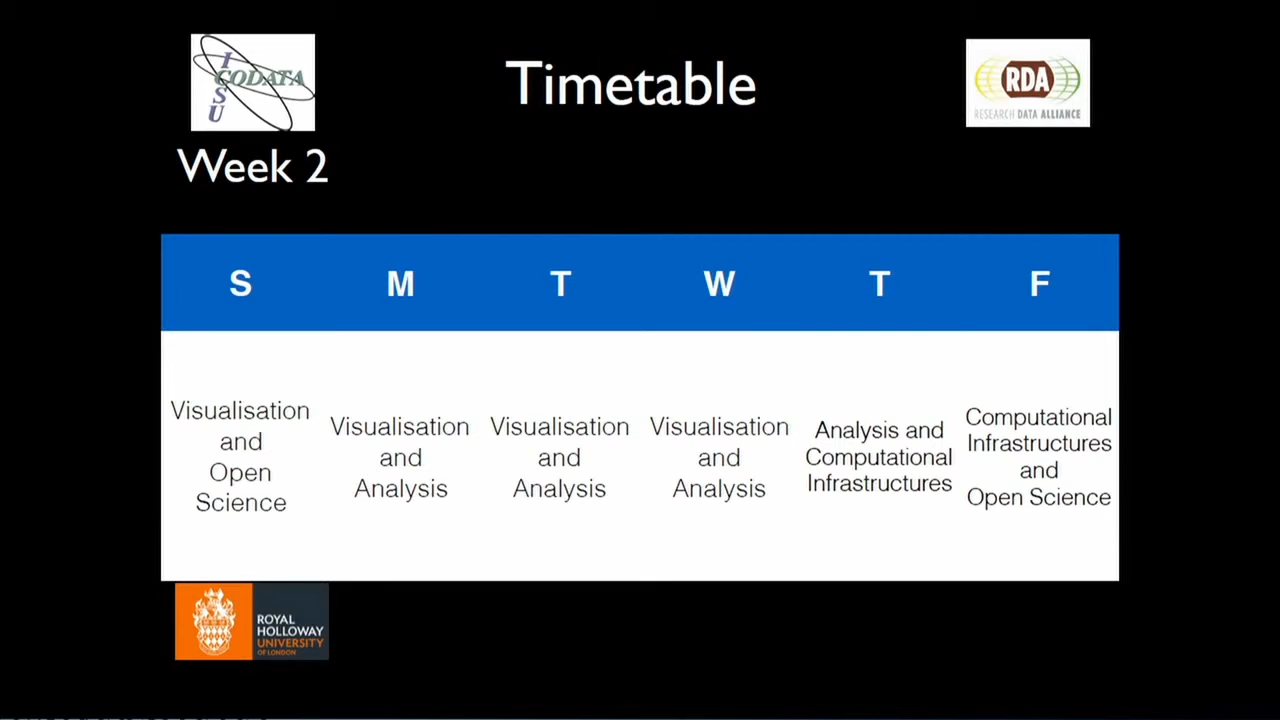 ICSU
CODATA
Timetable
RDA
RESEARCH DATA ALLIANCE
Week 2
S M T W T F
Visualisation
and
Open
Science
Visualisation
and
Analysis
Visualisation
and
Analysis
Visualisation
and
Analysis
Analysis and
Computational
Infrastructures
Computational
Infrastructures
and
Open Science
ROYAL
HOLLOWAY
UNIVERSITY
OF LONDON